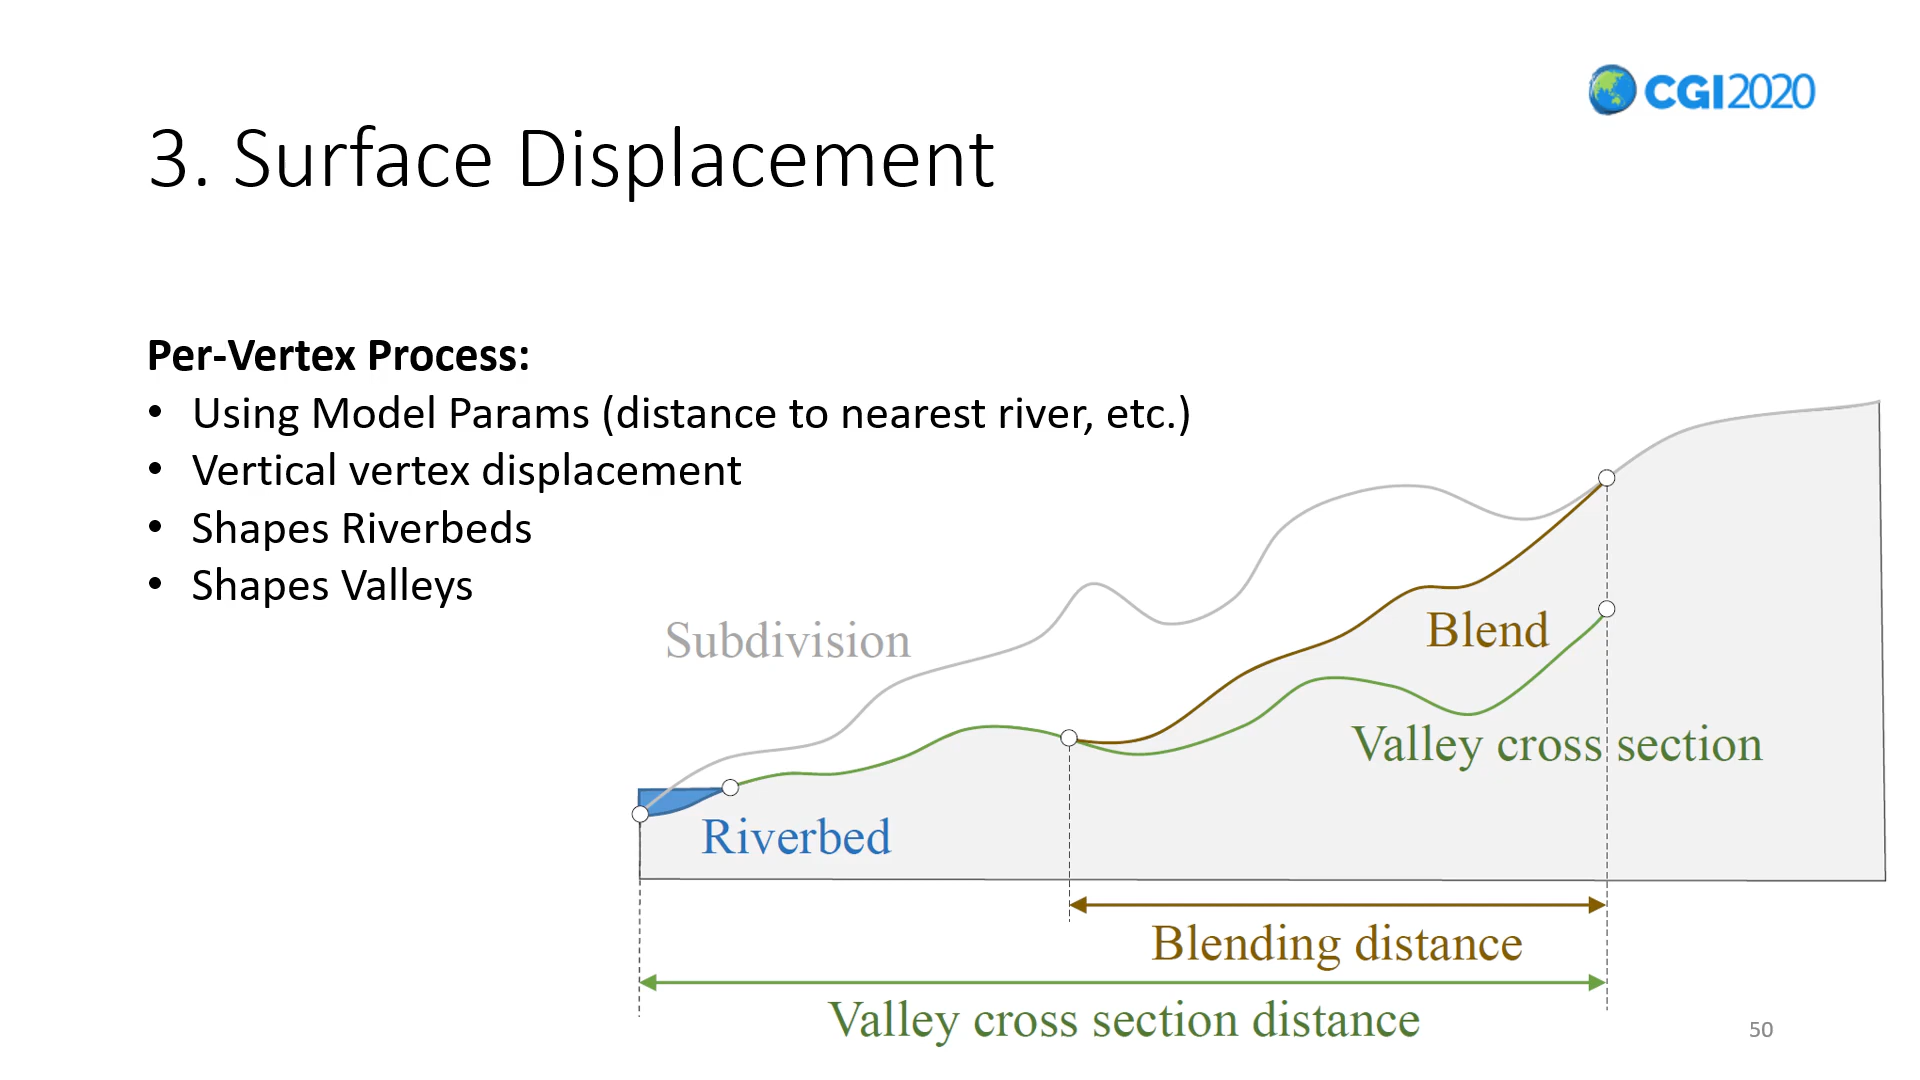 CGI2020
3. Surface Displacement
Per-Vertex Process:
• Using Model Params (distance to nearest river, etc.)
• Vertical vertex displacement
• Shapes Riverbeds
• Shapes Valleys
Subdivision
Blend
Valley cross section
Riverbed
Blending distance
Valley cross section distance
50